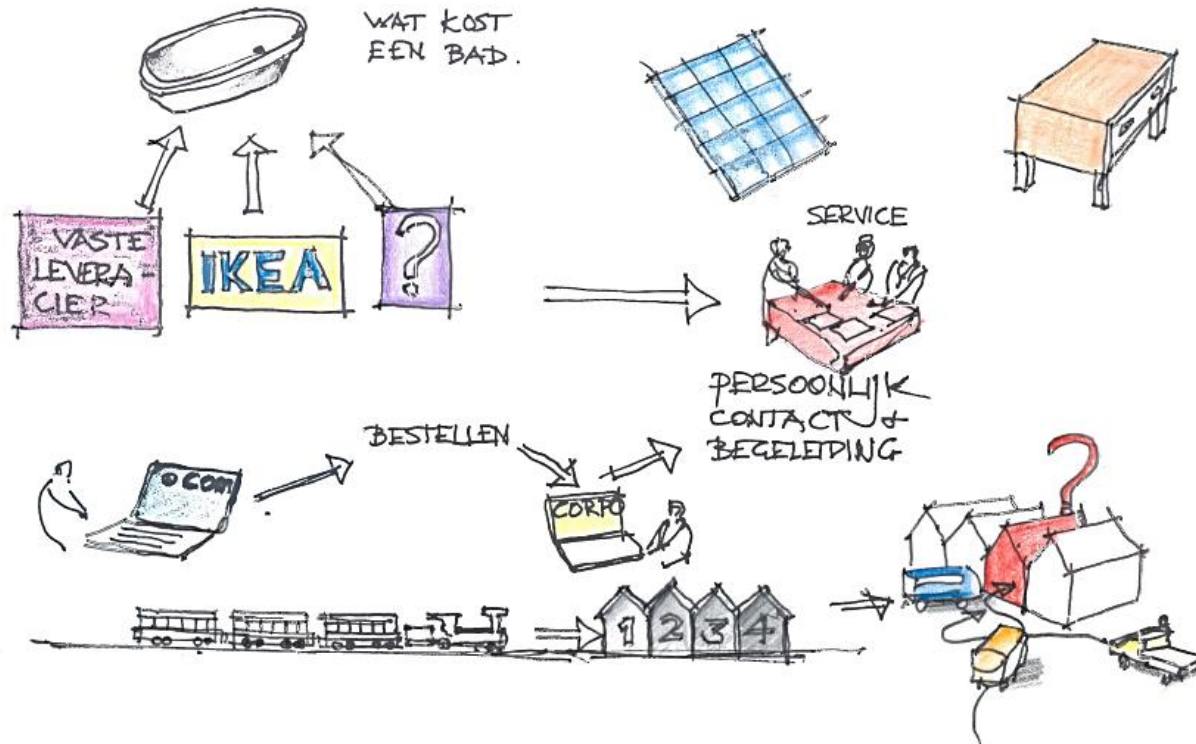 WAT KOST
EEN BAD.
VASTE
LEVERA-
CIER
IKEA
?
SERVICE
PERSOONLIJK
CONTACT &
BEGELEIDING
BESTELLEN
.COM
CORPO
1 2 3 4
?